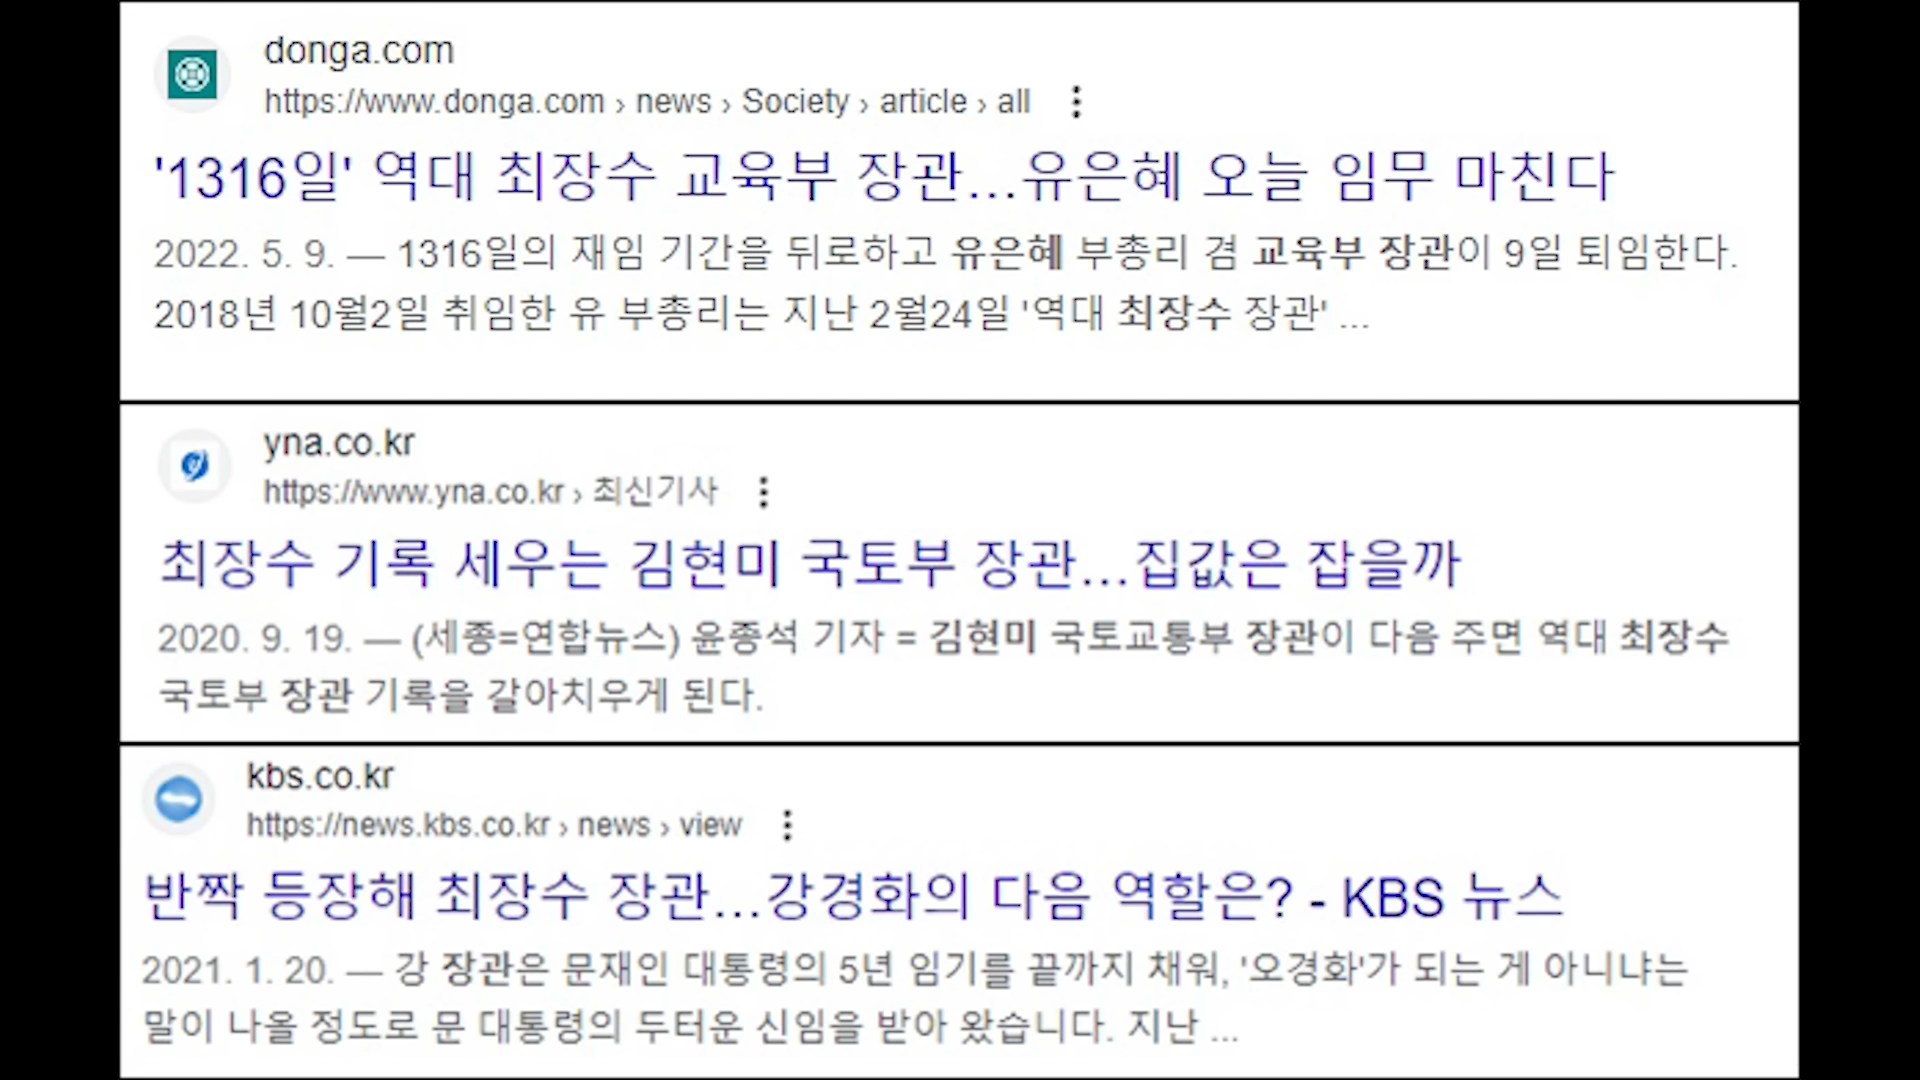 donga.com
https://www.donga.com › news › Society › article › all
'1316일' 역대 최장수 교육부 장관...유은혜 오늘 임무 마친다
2022. 5. 9. — 1316일의 재임 기간을 뒤로하고 유은혜 부총리 겸 교육부 장관이 9일 퇴임한다.
2018년 10월2일 취임한 유 부총리는 지난 2월24일 '역대 최장수 장관' ...
yna.co.kr
https://www.yna.co.kr › 최신기사
최장수 기록 세우는 김현미 국토부 장관...집값은 잡을까
2020. 9. 19. — (세종=연합뉴스) 윤종석 기자 = 김현미 국토교통부 장관이 다음 주면 역대 최장수
국토부 장관 기록을 갈아치우게 된다.
kbs.co.kr
https://news.kbs.co.kr › news › view
반짝 등장해 최장수 장관...강경화의 다음 역할은? - KBS 뉴스
2021. 1. 20. — 강 장관은 문재인 대통령의 5년 임기를 끝까지 채워, '오경화'가 되는 게 아니냐는
말이 나올 정도로 문 대통령의 두터운 신임을 받아 왔습니다. 지난 ...